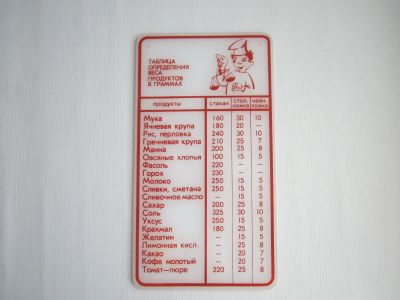 ТАБЛИЦА
ОПРЕДЕЛЕНИЯ
ВЕСА
ПРОДУКТОВ
В ГРАММАХ
продукты стакан стол. ложка чайн. ложка
Мука 160 30 10
Ячневая крупа 180 20 —
Рис, перловка 240 30 10
Гречневая крупа 210 25 7
Манна 200 25 8
Овсяные хлопья 100 15 5
Фасоль 220 — —
Горох 230 — —
Молоко 250 15 5
Сливки, сметана 250 15 5
Сливочное масло — 15 5
Сахар 200 25 8
Соль 325 30 10
Уксус 250 15 5
Крахмал 180 25 8
Желатин — 15 5
Лимонная кисл. — 25 8
Какао — 20 7
Кофе молотый — 20 7
Томат—пюре 220 25 8